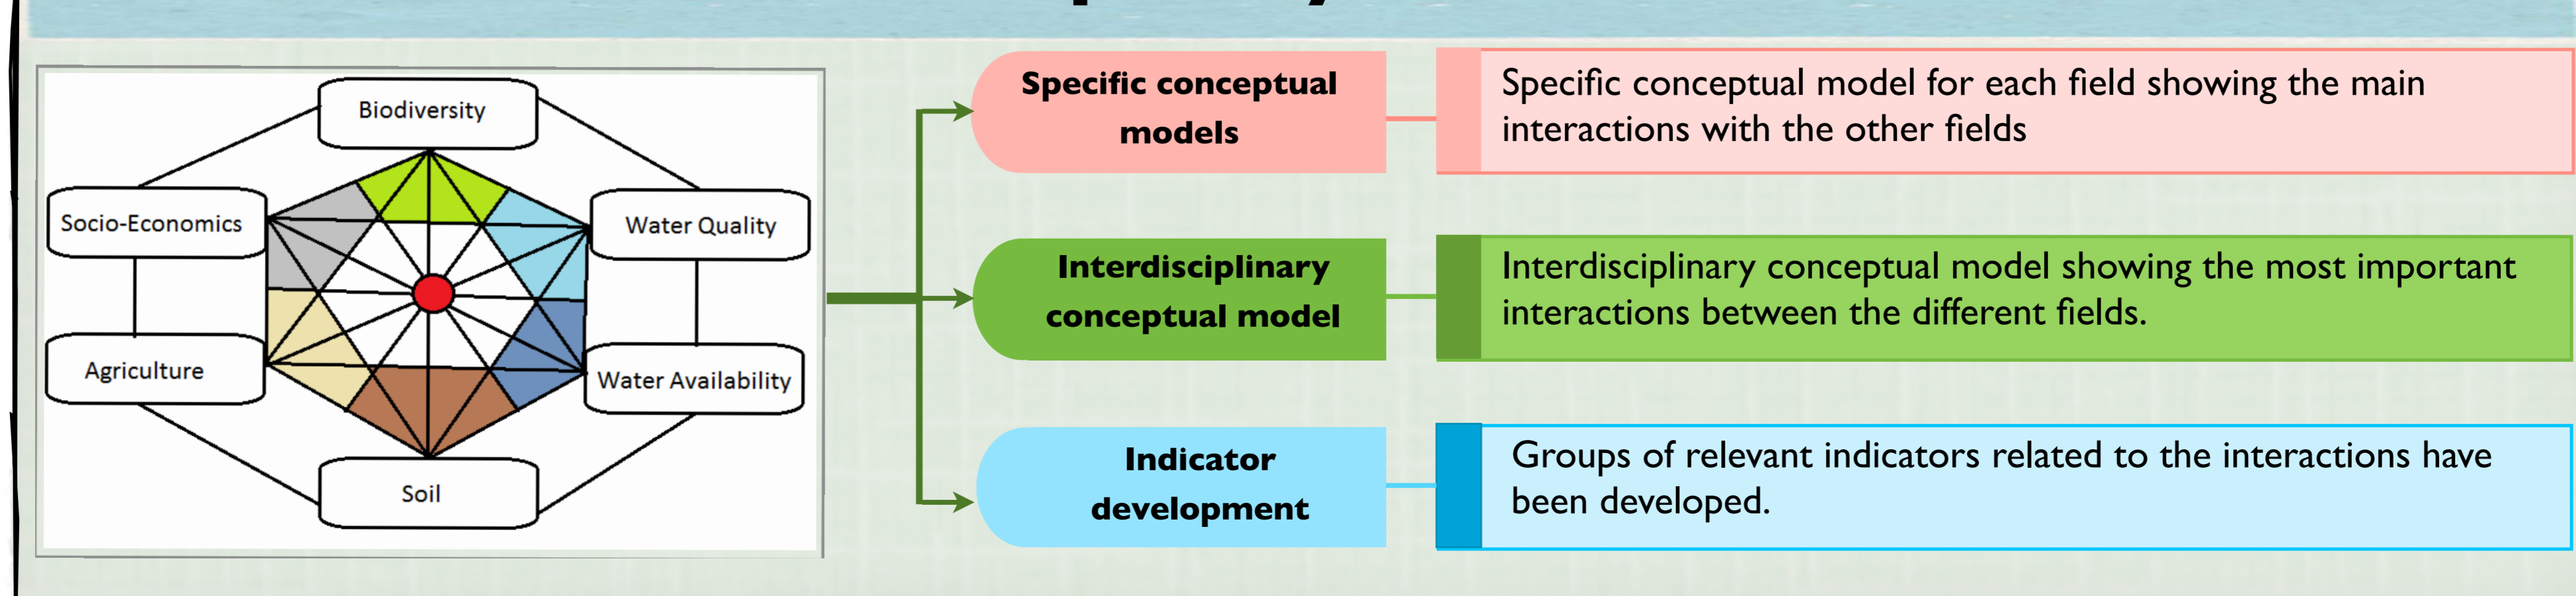 Biodiversity
Socio-Economics
Water Quality
Agriculture
Water Availability
Soil
Specific conceptual
models
Specific conceptual model for each field showing the main
interactions with the other fields
Interdisciplinary
conceptual model
Interdisciplinary conceptual model showing the most important
interactions between the different fields.
Indicator
development
Groups of relevant indicators related to the interactions have
been developed.